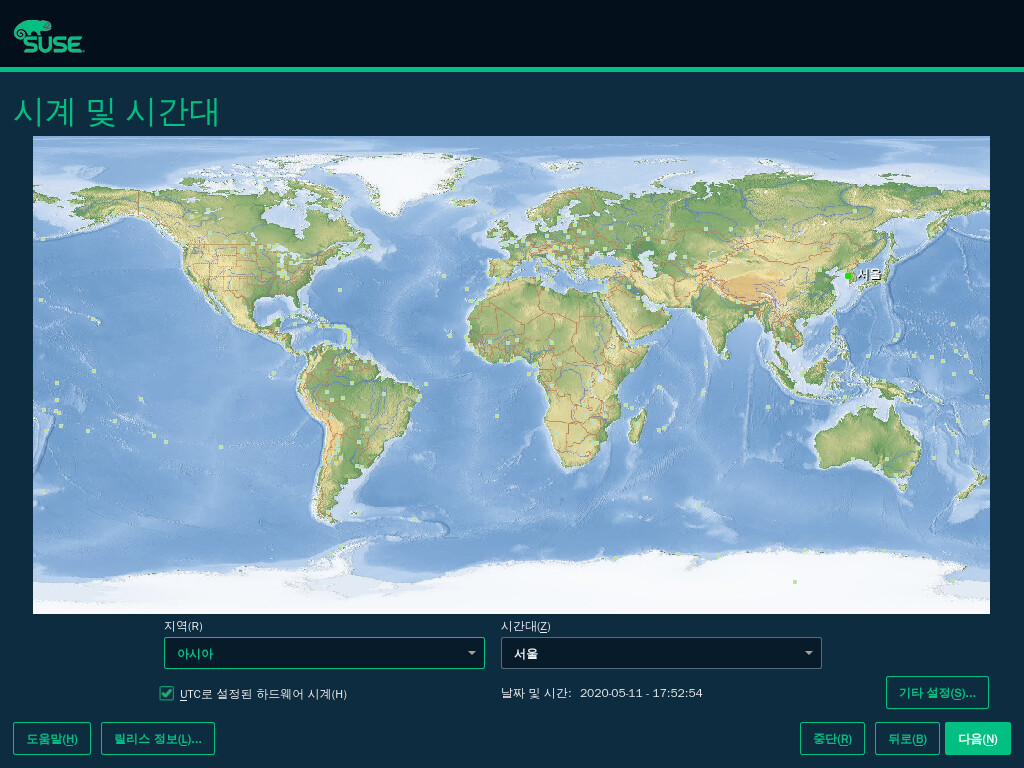 SUSE
시계 및 시간대
서울
지역(R)
시간대(Z)
아시아
서울
UTC로 설정된 하드웨어 시계(H)
날짜 및 시간: 2020-05-11 - 17:52:54
기타 설정(S)...
도움말(H)
릴리스 정보(L)...
중단(R)
뒤로(B)
다음(N)